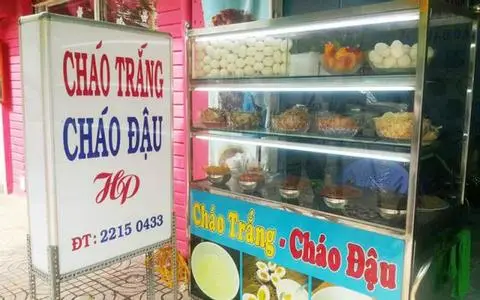 CHÁO TRẮNG
CHÁO ĐẬU
HP
ĐT: 2215 0433
Cháo Trắng - Cháo Đậu